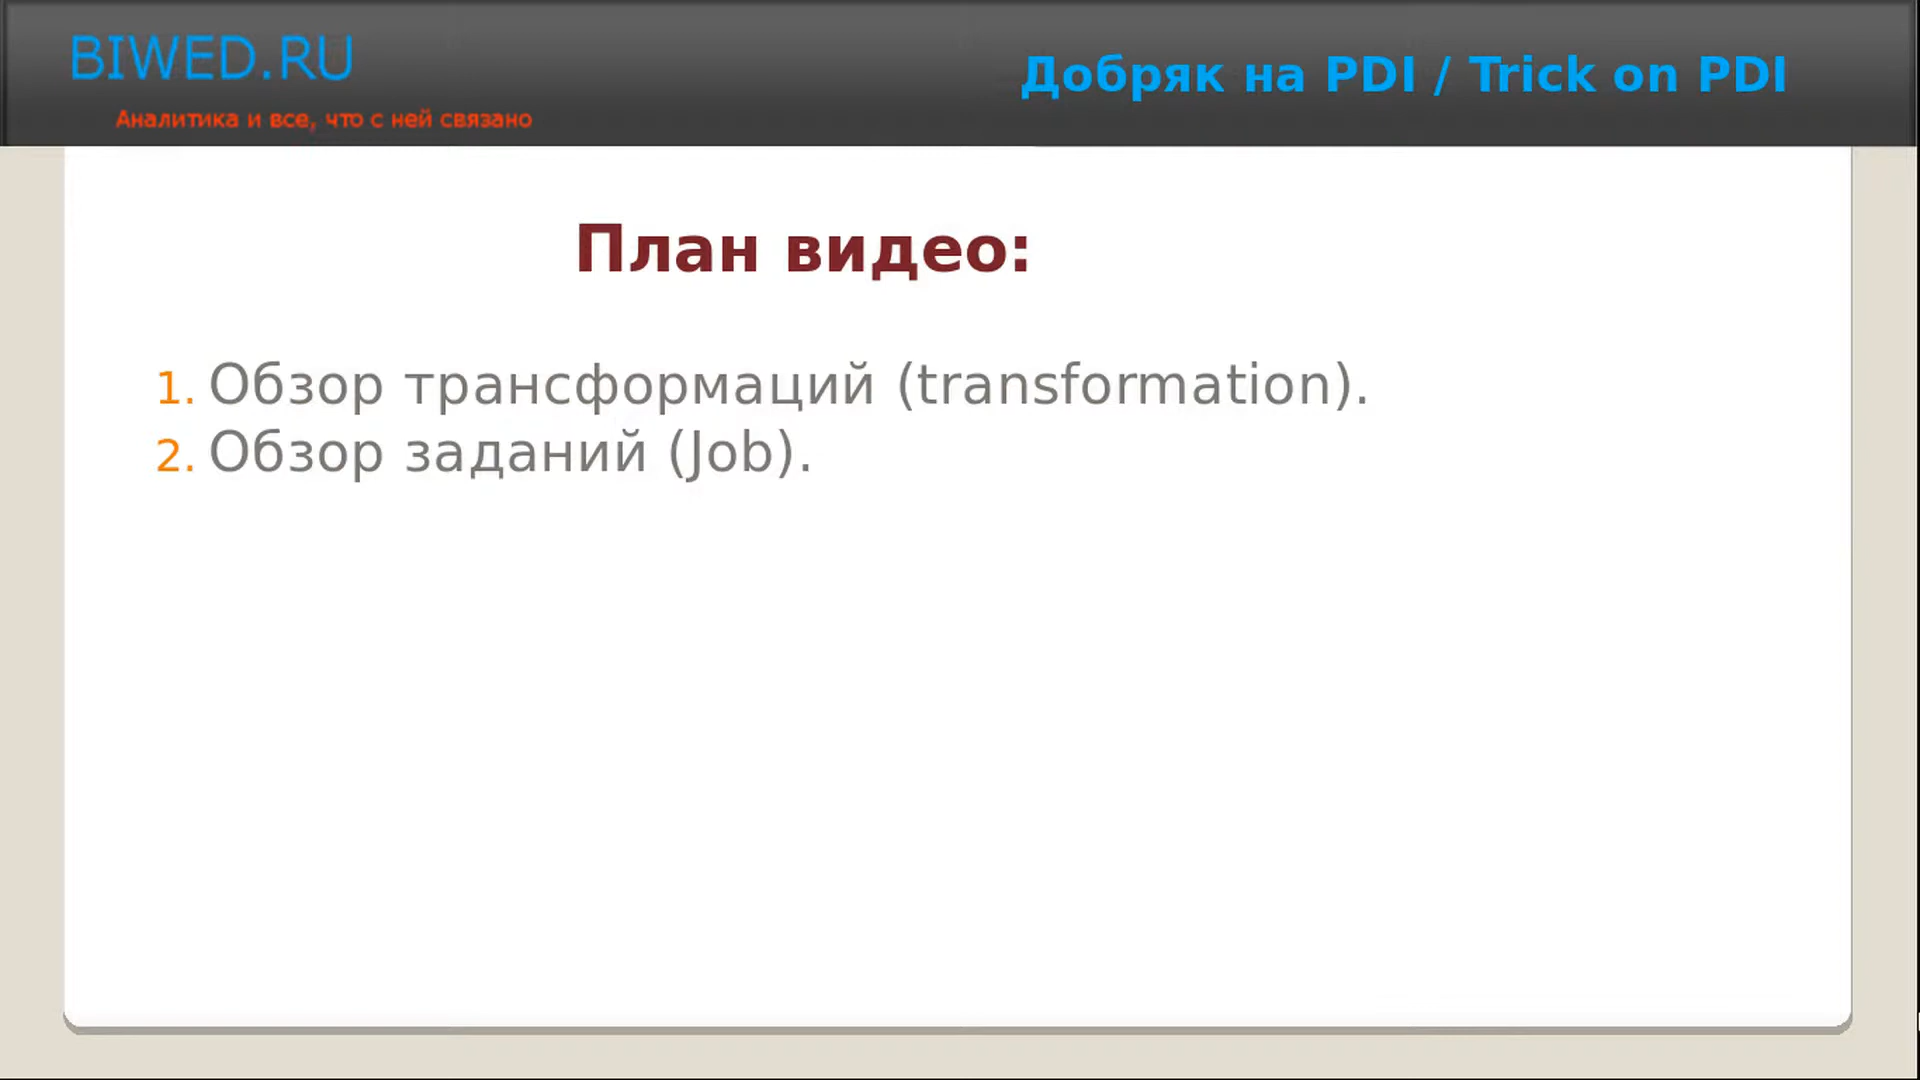 BIWED.RU
Аналитика и все, что с ней связано
Добряк на PDI / Trick on PDI
План видео:
1. Обзор трансформаций (transformation).
2. Обзор заданий (Job).